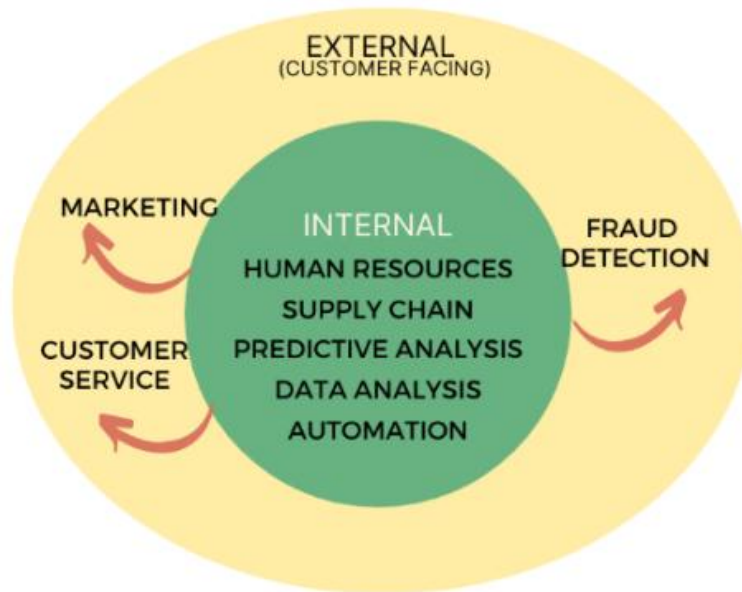 EXTERNAL
(CUSTOMER FACING)
MARKETING
CUSTOMER
SERVICE
INTERNAL
HUMAN RESOURCES
SUPPLY CHAIN
PREDICTIVE ANALYSIS
DATA ANALYSIS
AUTOMATION
FRAUD
DETECTION